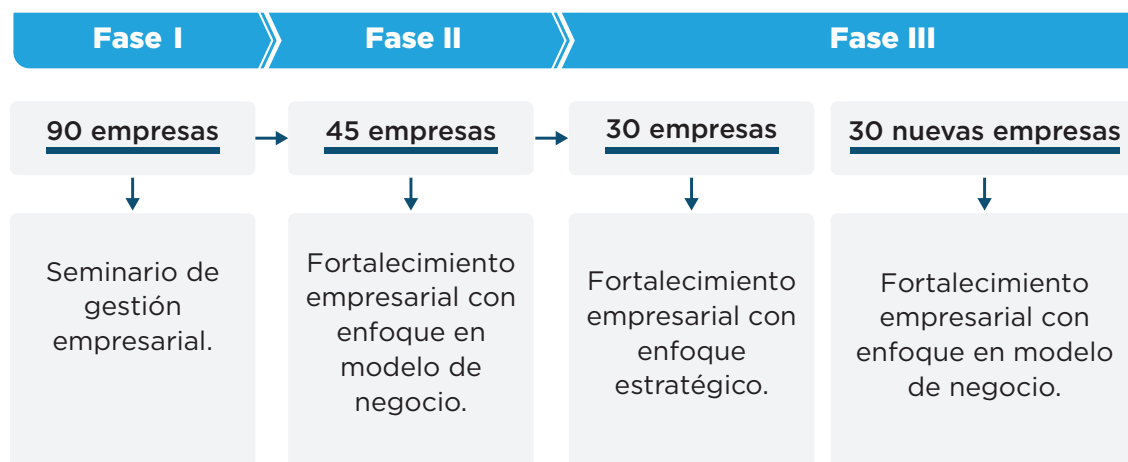 Fase I
Fase II
Fase III
90 empresas
45 empresas
30 empresas
30 nuevas empresas
Seminario de
gestión
empresarial.
Fortalecimiento
empresarial con
enfoque en
modelo de
negocio.
Fortalecimiento
empresarial con
enfoque
estratégico.
Fortalecimiento
empresarial con
enfoque en modelo
de negocio.